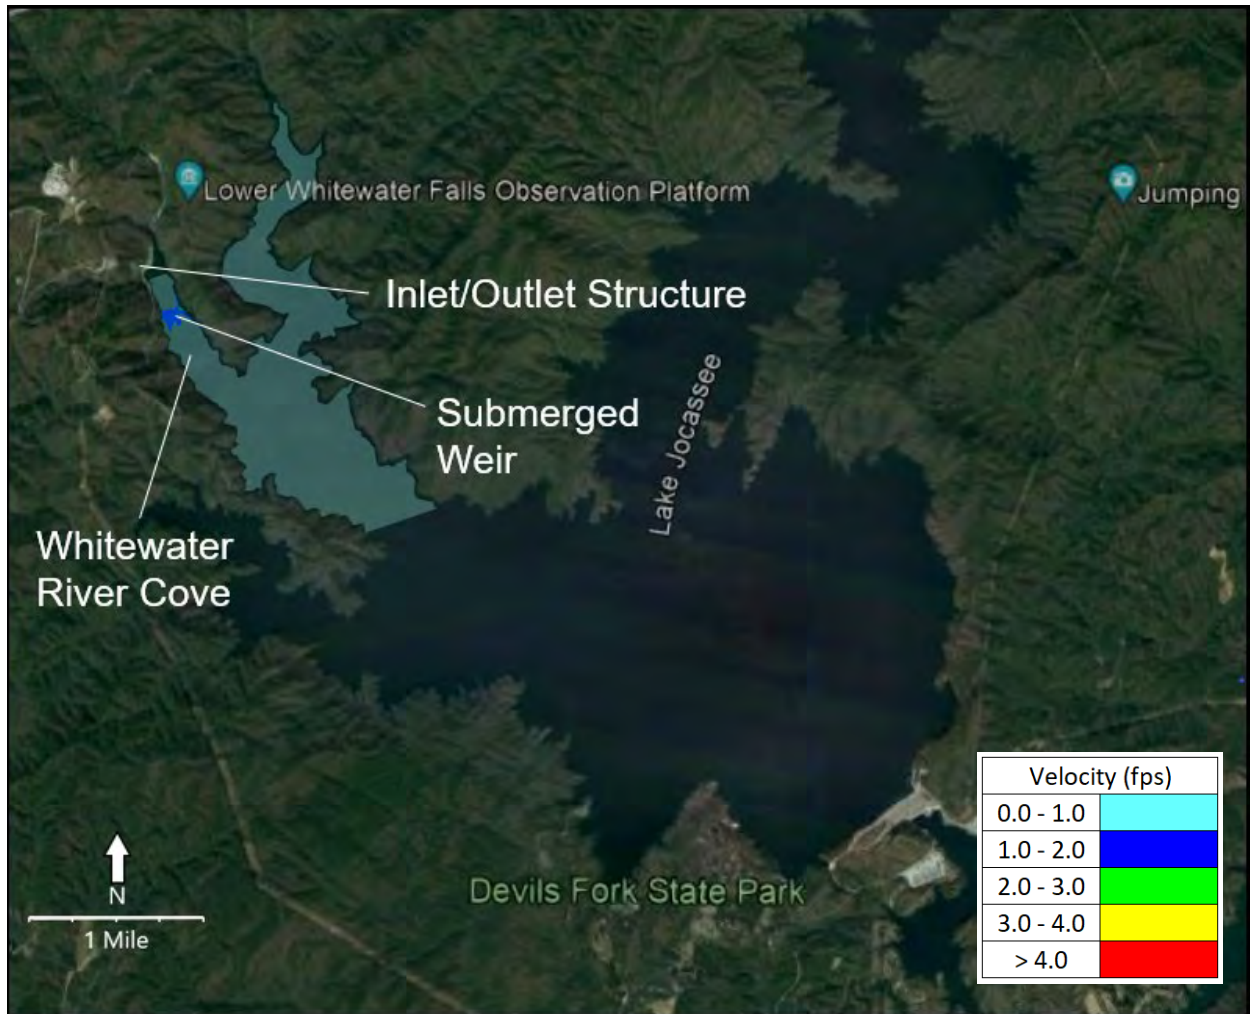 Lower Whitewater Falls Observation Platform
Jumping
Inlet/Outlet Structure
Submerged
Weir
Lake Jocassee
Whitewater
River Cove
Devils Fork State Park
N
1 Mile
Velocity (fps)
0.0 - 1.0
1.0 - 2.0
2.0 - 3.0
3.0 - 4.0
> 4.0